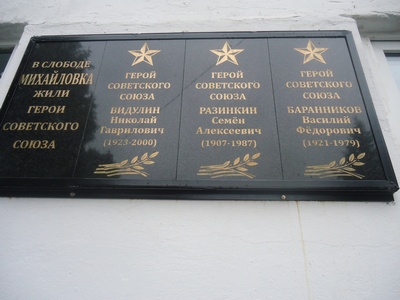 В СЛОБОДЕ
МИХАЙЛОВКА
ЖИЛИ
ГЕРОИ
СОВЕТСКОГО
СОЮЗА
ГЕРОЙ
СОВЕТСКОГО
СОЮЗА
ВИДУЛИН
Николай
Гаврилович
(1923-2000)
ГЕРОЙ
СОВЕТСКОГО
СОЮЗА
РАЗИНКИН
Семён
Алексеевич
(1907-1987)
ГЕРОЙ
СОВЕТСКОГО
СОЮЗА
БАРАННИКОВ
Василий
Фёдорович
(1921-1979)